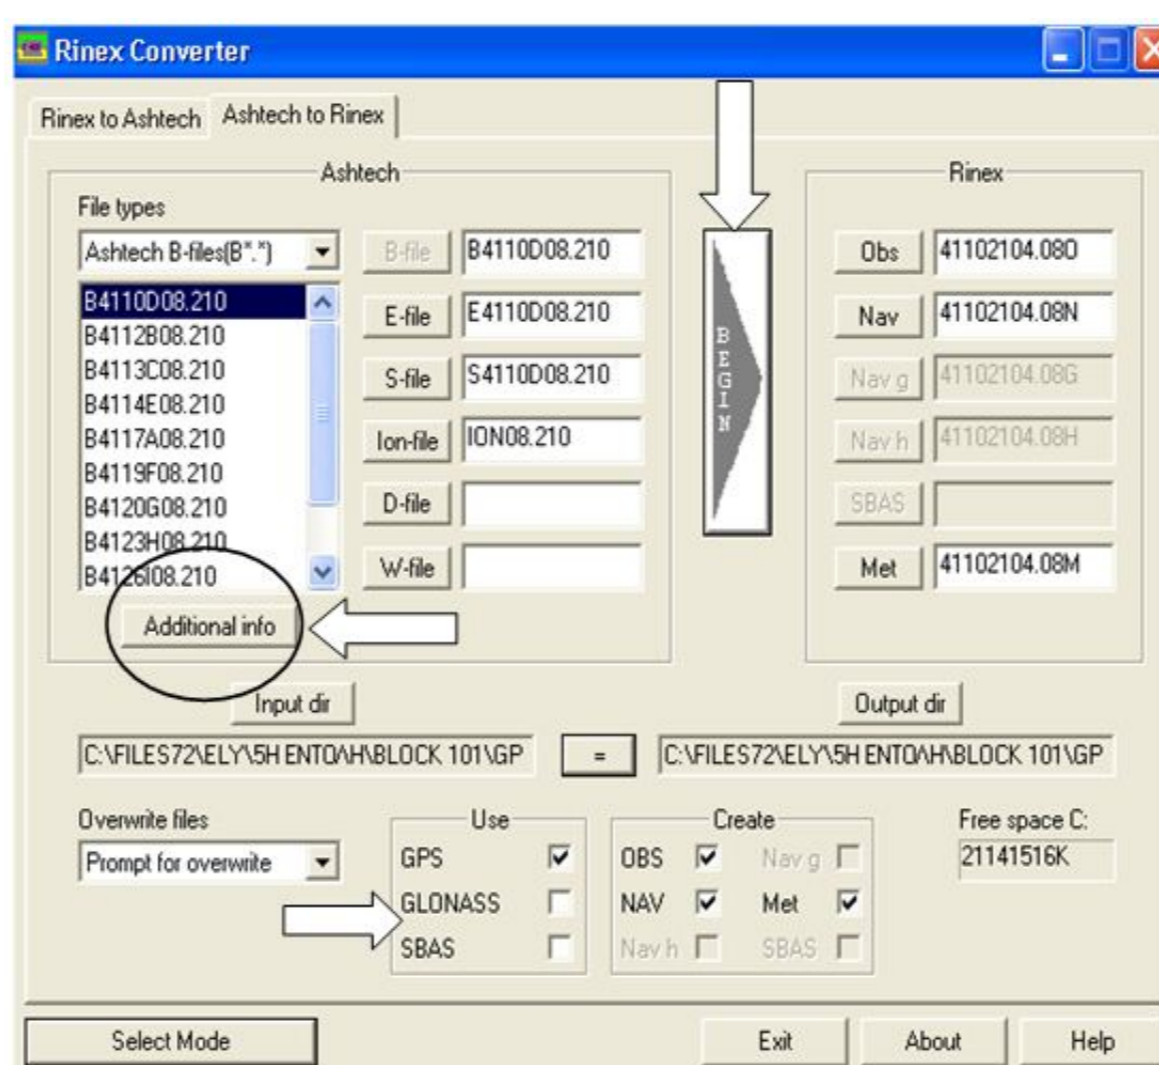 Rinex Converter
Rinex to Ashtech Ashtech to Rinex
Ashtech
File types
Ashtech B-files(B*.*)
B4110D08.210
B4112B08.210
B4113C08.210
B4114E08.210
B4117A08.210
B4119F08.210
B4120G08.210
B4123H08.210
B4126I08.210
Additional info
B-file B4110D08.210
E-file E4110D08.210
S-file S4110D08.210
Ion-file ION08.210
D-file
W-file
BEGIN
Rinex
Obs 41102104.08O
Nav 41102104.08N
Nav g 41102104.08G
Nav h 41102104.08H
SBAS
Met 41102104.08M
Input dir
C:\FILES72\ELY\5H ENTOΛH\BLOCK 101\GP
=
Output dir
C:\FILES72\ELY\5H ENTOΛH\BLOCK 101\GP
Overwrite files
Prompt for overwrite
Use
GPS
GLONASS
SBAS
Create
OBS Nav g
NAV Met
Nav h SBAS
Free space C:
21141516K
Select Mode Exit About Help